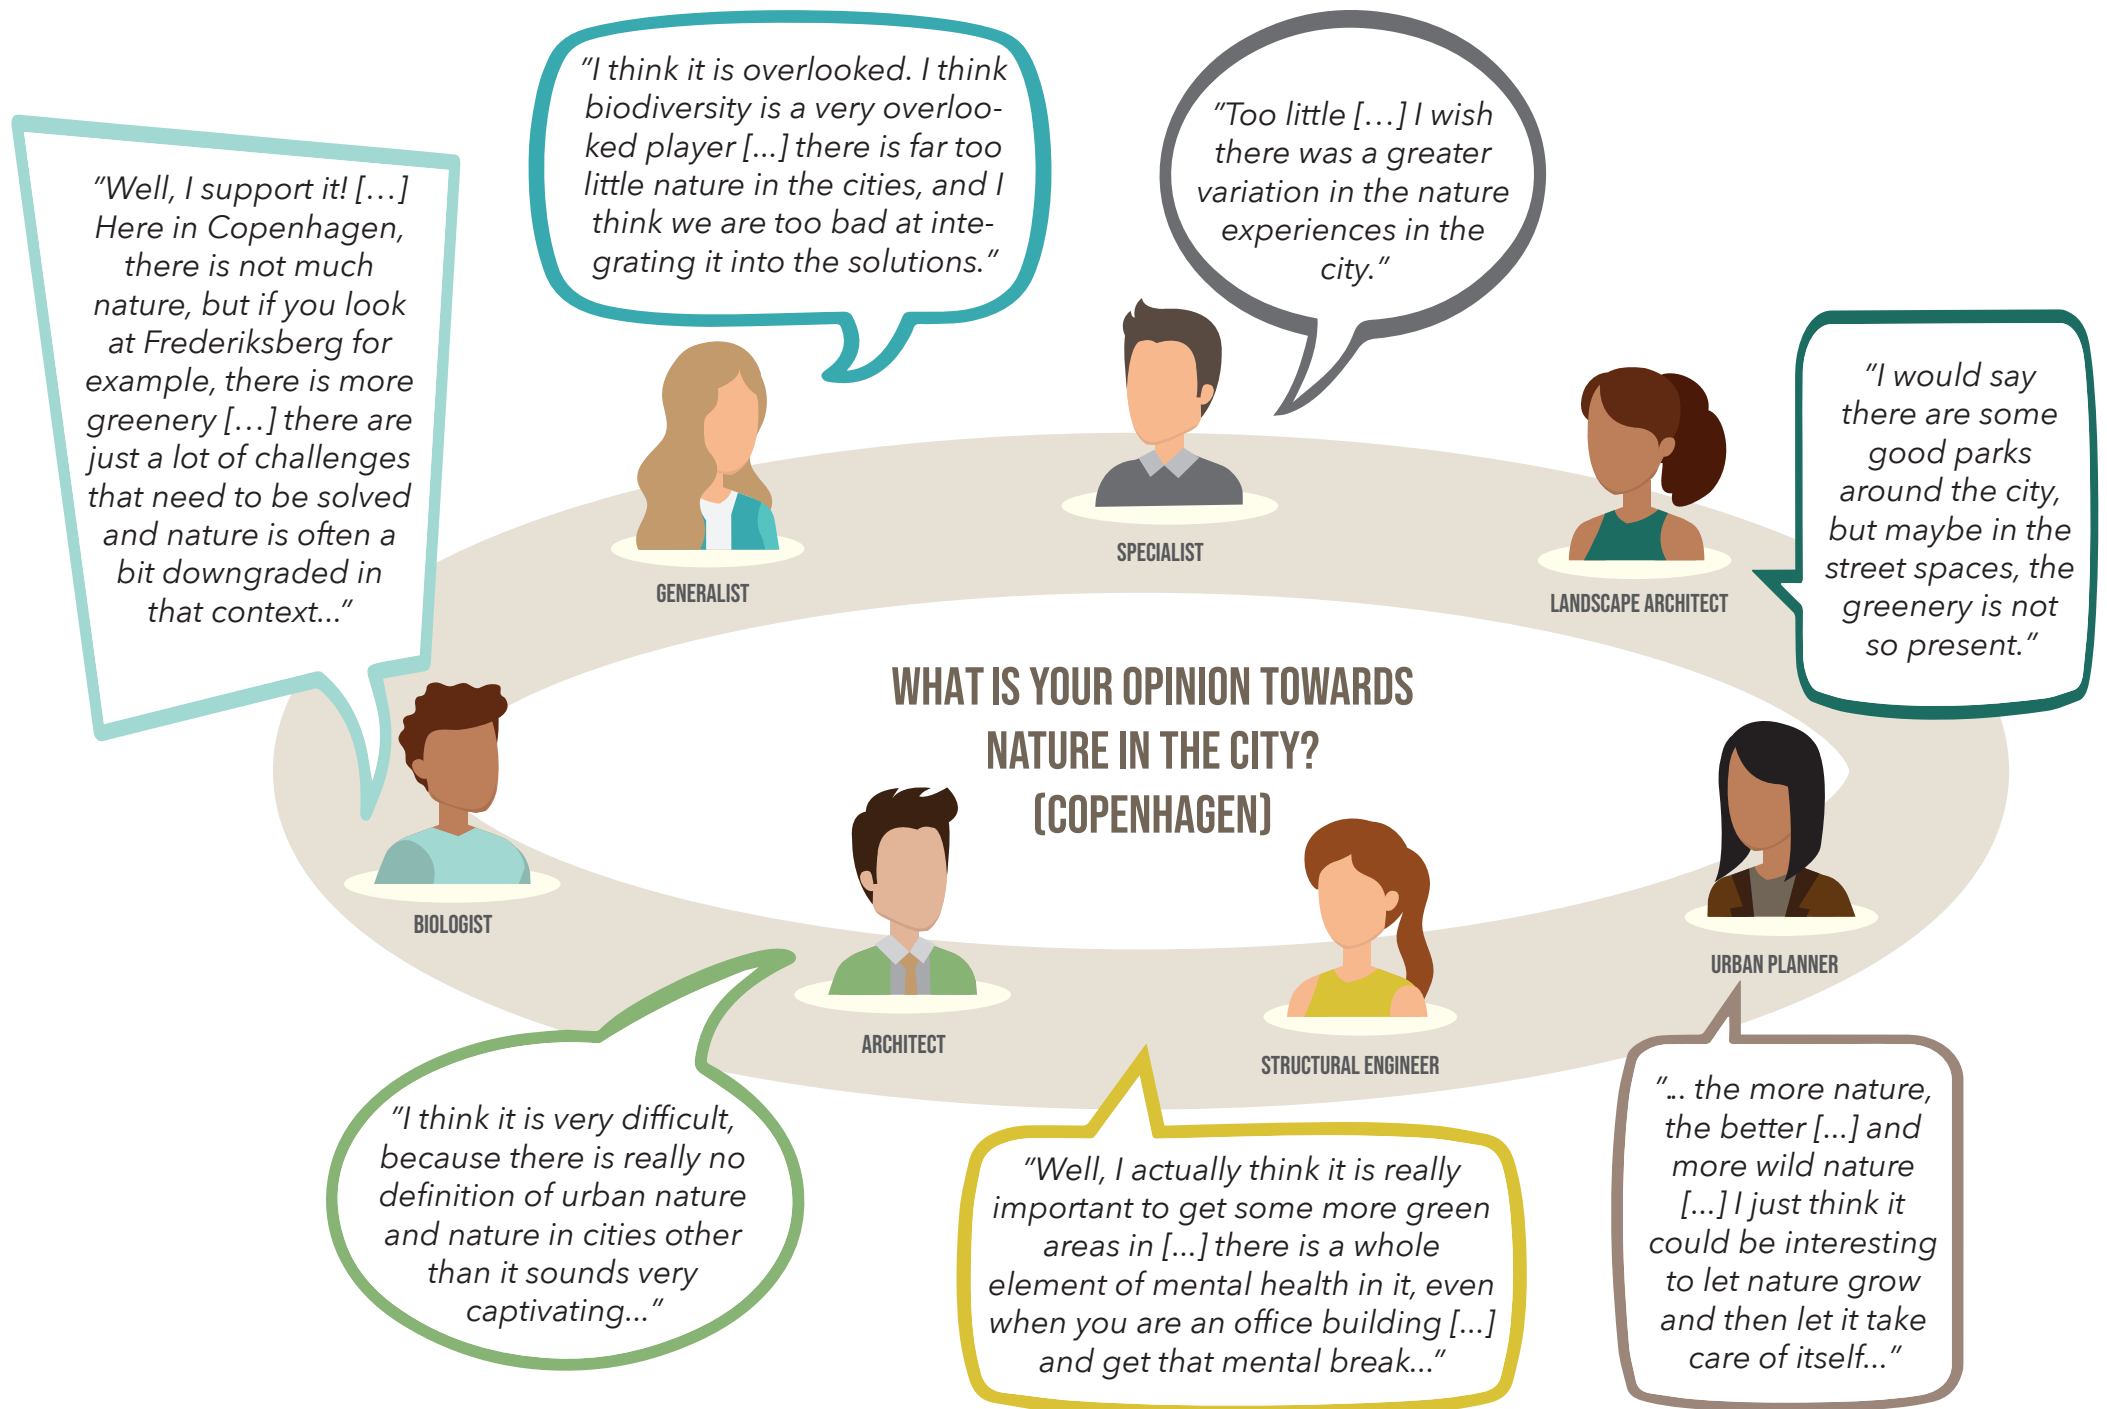 "I think it is overlooked. I think
biodiversity is a very overloo-
ked player [...] there is far too
little nature in the cities, and I
think we are too bad at inte-
grating it into the solutions."
"Too little [...] I wish
there was a greater
variation in the nature
experiences in the
city."
"Well, I support it! [...]
Here in Copenhagen,
there is not much
nature, but if you look
at Frederiksberg for
example, there is more
greenery [...] there are
just a lot of challenges
that need to be solved
and nature is often a
bit downgraded in
that context..."
"I would say
there are some
good parks
around the city,
but maybe in the
street spaces, the
greenery is not
so present."
GENERALIST
SPECIALIST
LANDSCAPE ARCHITECT
WHAT IS YOUR OPINION TOWARDS
NATURE IN THE CITY?
(COPENHAGEN)
BIOLOGIST
ARCHITECT
STRUCTURAL ENGINEER
URBAN PLANNER
"I think it is very difficult,
because there is really no
definition of urban nature
and nature in cities other
than it sounds very
captivating..."
"Well, I actually think it is really
important to get some more green
areas in [...] there is a whole
element of mental health in it, even
when you are an office building [...]
and get that mental break..."
"... the more nature,
the better [...] and
more wild nature
[...] I just think it
could be interesting
to let nature grow
and then let it take
care of itself..."